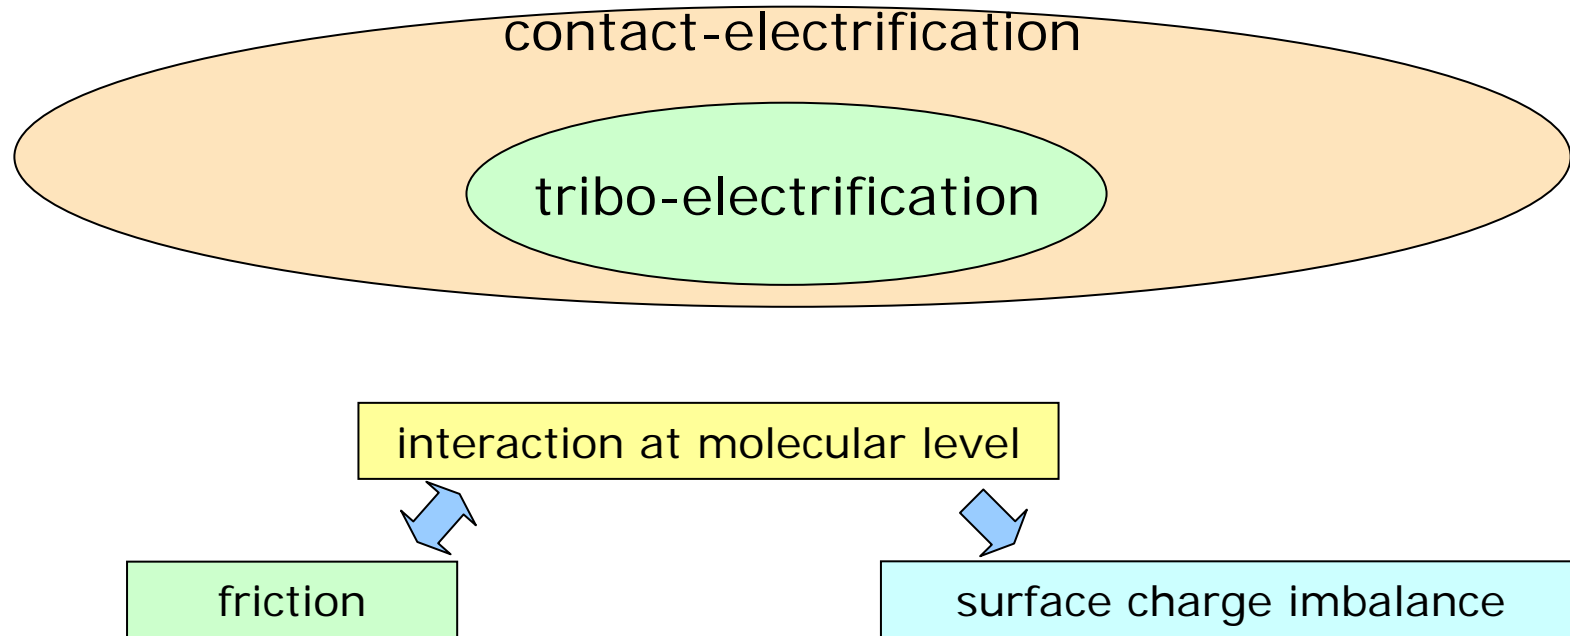 contact-electrification
tribo-electrification
interaction at molecular level
friction
surface charge imbalance